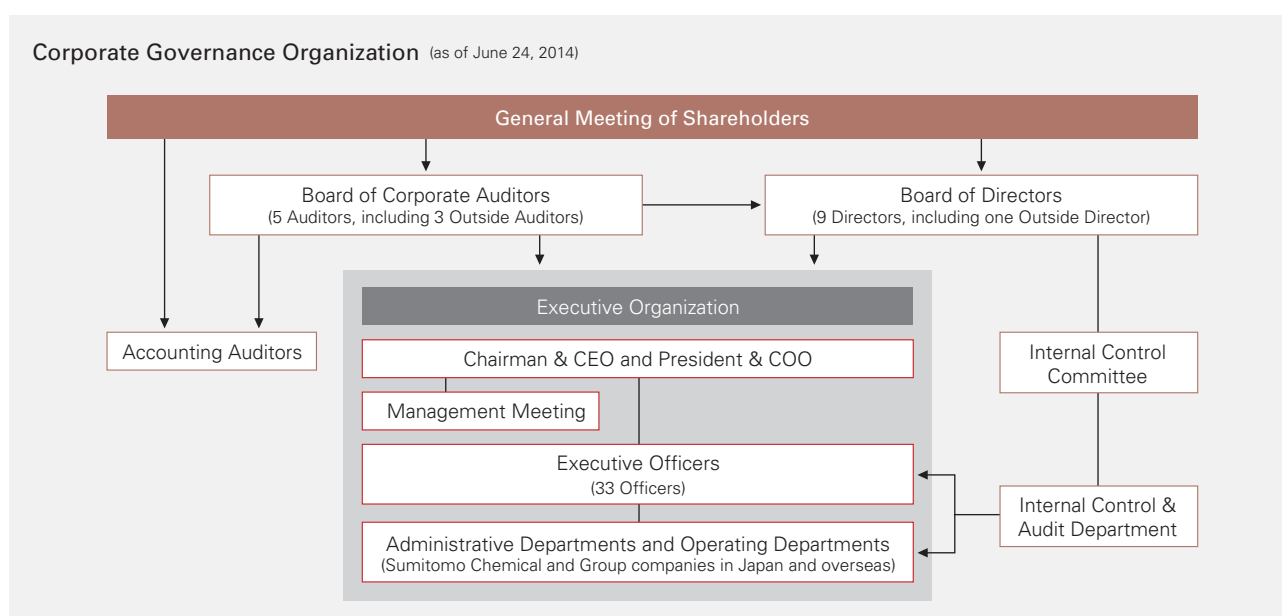 Corporate Governance Organization (as of June 24, 2014)
General Meeting of Shareholders
Board of Corporate Auditors
(5 Auditors, including 3 Outside Auditors)
Board of Directors
(9 Directors, including one Outside Director)
Executive Organization
Accounting Auditors
Chairman & CEO and President & COO
Internal Control
Committee
Management Meeting
Executive Officers
(33 Officers)
Internal Control &
Audit Department
Administrative Departments and Operating Departments
(Sumitomo Chemical and Group companies in Japan and overseas)